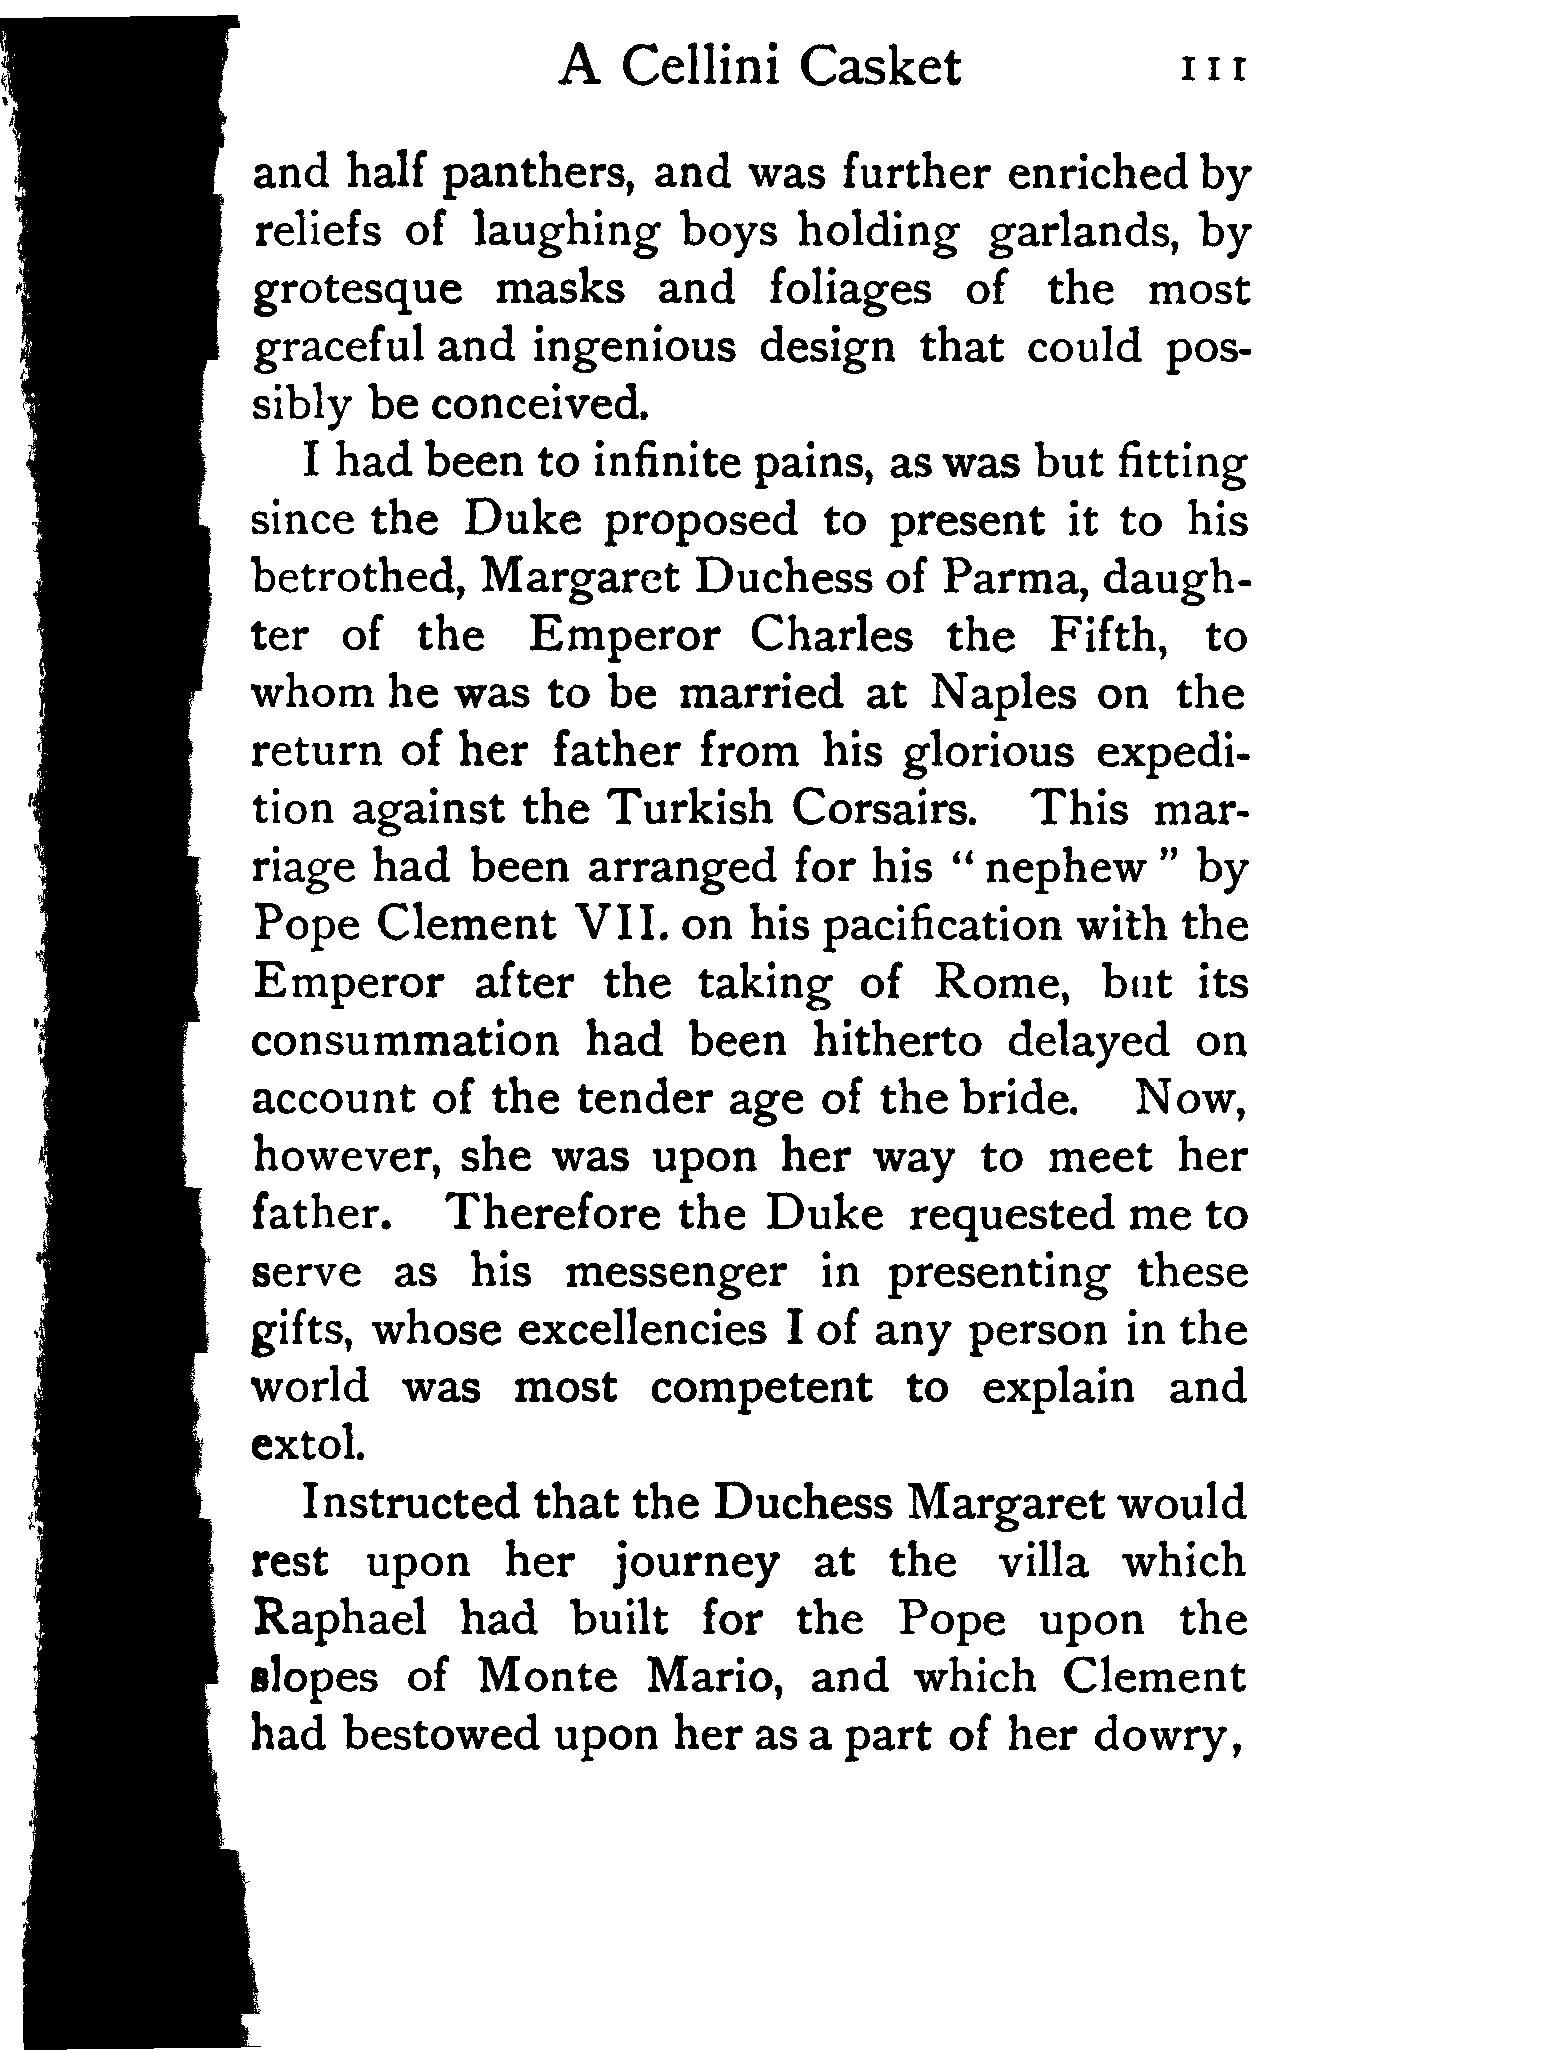 A Cellini Casket 111
and half panthers, and was further enriched by
reliefs of laughing boys holding garlands, by
grotesque masks and foliages of the most
graceful and ingenious design that could pos-
sibly be conceived.
I had been to infinite pains, as was but fitting
since the Duke proposed to present it to his
betrothed, Margaret Duchess of Parma, daugh-
ter of the Emperor Charles the Fifth, to
whom he was to be married at Naples on the
return of her father from his glorious expedi-
tion against the Turkish Corsairs. This mar-
riage had been arranged for his "nephew" by
Pope Clement VII. on his pacification with the
Emperor after the taking of Rome, but its
consummation had been hitherto delayed on
account of the tender age of the bride. Now,
however, she was upon her way to meet her
father. Therefore the Duke requested me to
serve as his messenger in presenting these
gifts, whose excellencies I of any person in the
world was most competent to explain and
extol.
Instructed that the Duchess Margaret would
rest upon her journey at the villa which
Raphael had built for the Pope upon the
slopes of Monte Mario, and which Clement
had bestowed upon her as a part of her dowry,